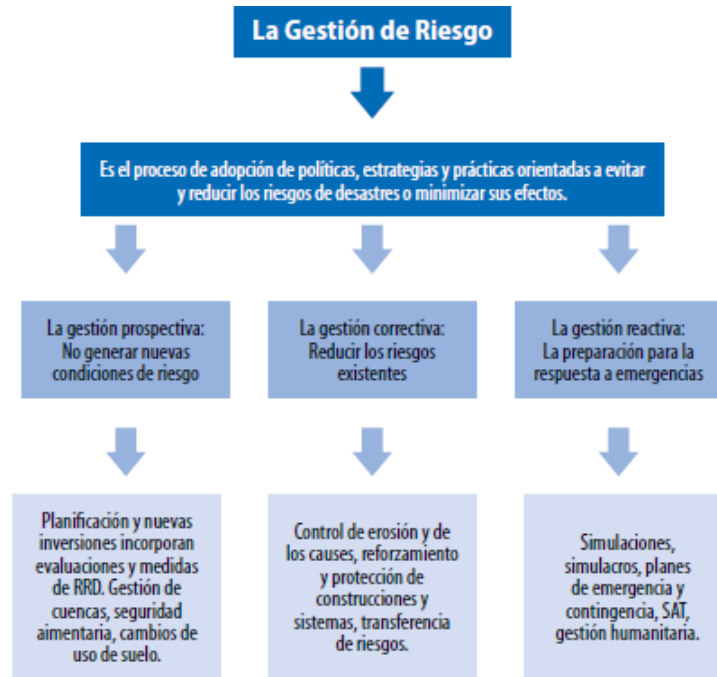 La Gestión de Riesgo
Es el proceso de adopción de políticas, estrategias y prácticas orientadas a evitar
y reducir los riesgos de desastres o minimizar sus efectos.
La gestión prospectiva:
No generar nuevas
condiciones de riesgo
La gestión correctiva:
Reducir los riesgos
existentes
La gestión reactiva:
La preparación para la
respuesta a emergencias
Planificación y nuevas
inversiones incorporan
evaluaciones y medidas
de RRD. Gestión de
cuencas, seguridad
aimentaria, cambios de
uso de suelo.
Control de erosión y de
los causes, reforzamiento
y protección de
construcciones y
sistemas, transferencia
de riesgos.
Simulaciones,
simulacros, planes
de emergencia y
contingencia, SAT,
gestión humanitaria.